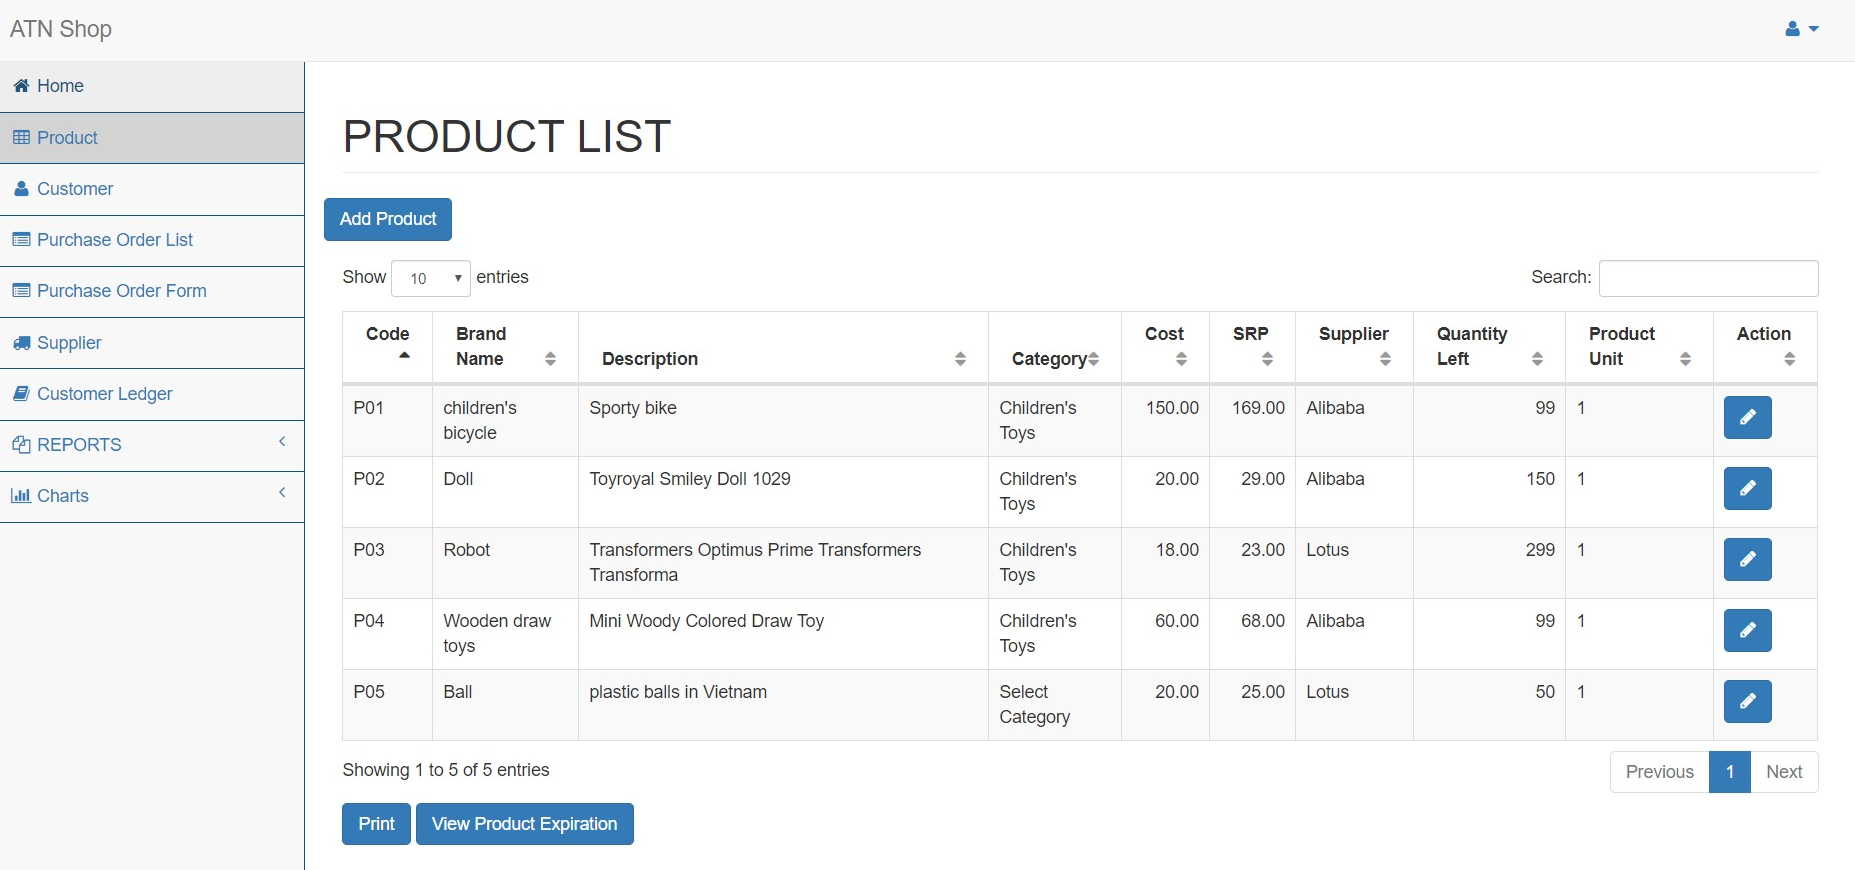 ATN Shop
Home
Product
Customer
Purchase Order List
Purchase Order Form
Supplier
Customer Ledger
REPORTS
Charts
PRODUCT LIST
Add Product
Show 10 entries
Search:
Code Brand Name Description Category Cost SRP Supplier Quantity Left Product Unit Action
P01 children's bicycle Sporty bike Children's Toys 150.00 169.00 Alibaba 99 1
P02 Doll Toyroyal Smiley Doll 1029 Children's Toys 20.00 29.00 Alibaba 150 1
P03 Robot Transformers Optimus Prime Transformers Transforma Children's Toys 18.00 23.00 Lotus 299 1
P04 Wooden draw toys Mini Woody Colored Draw Toy Children's Toys 60.00 68.00 Alibaba 99 1
P05 Ball plastic balls in Vietnam Select Category 20.00 25.00 Lotus 50 1
Showing 1 to 5 of 5 entries
Previous 1 Next
Print View Product Expiration